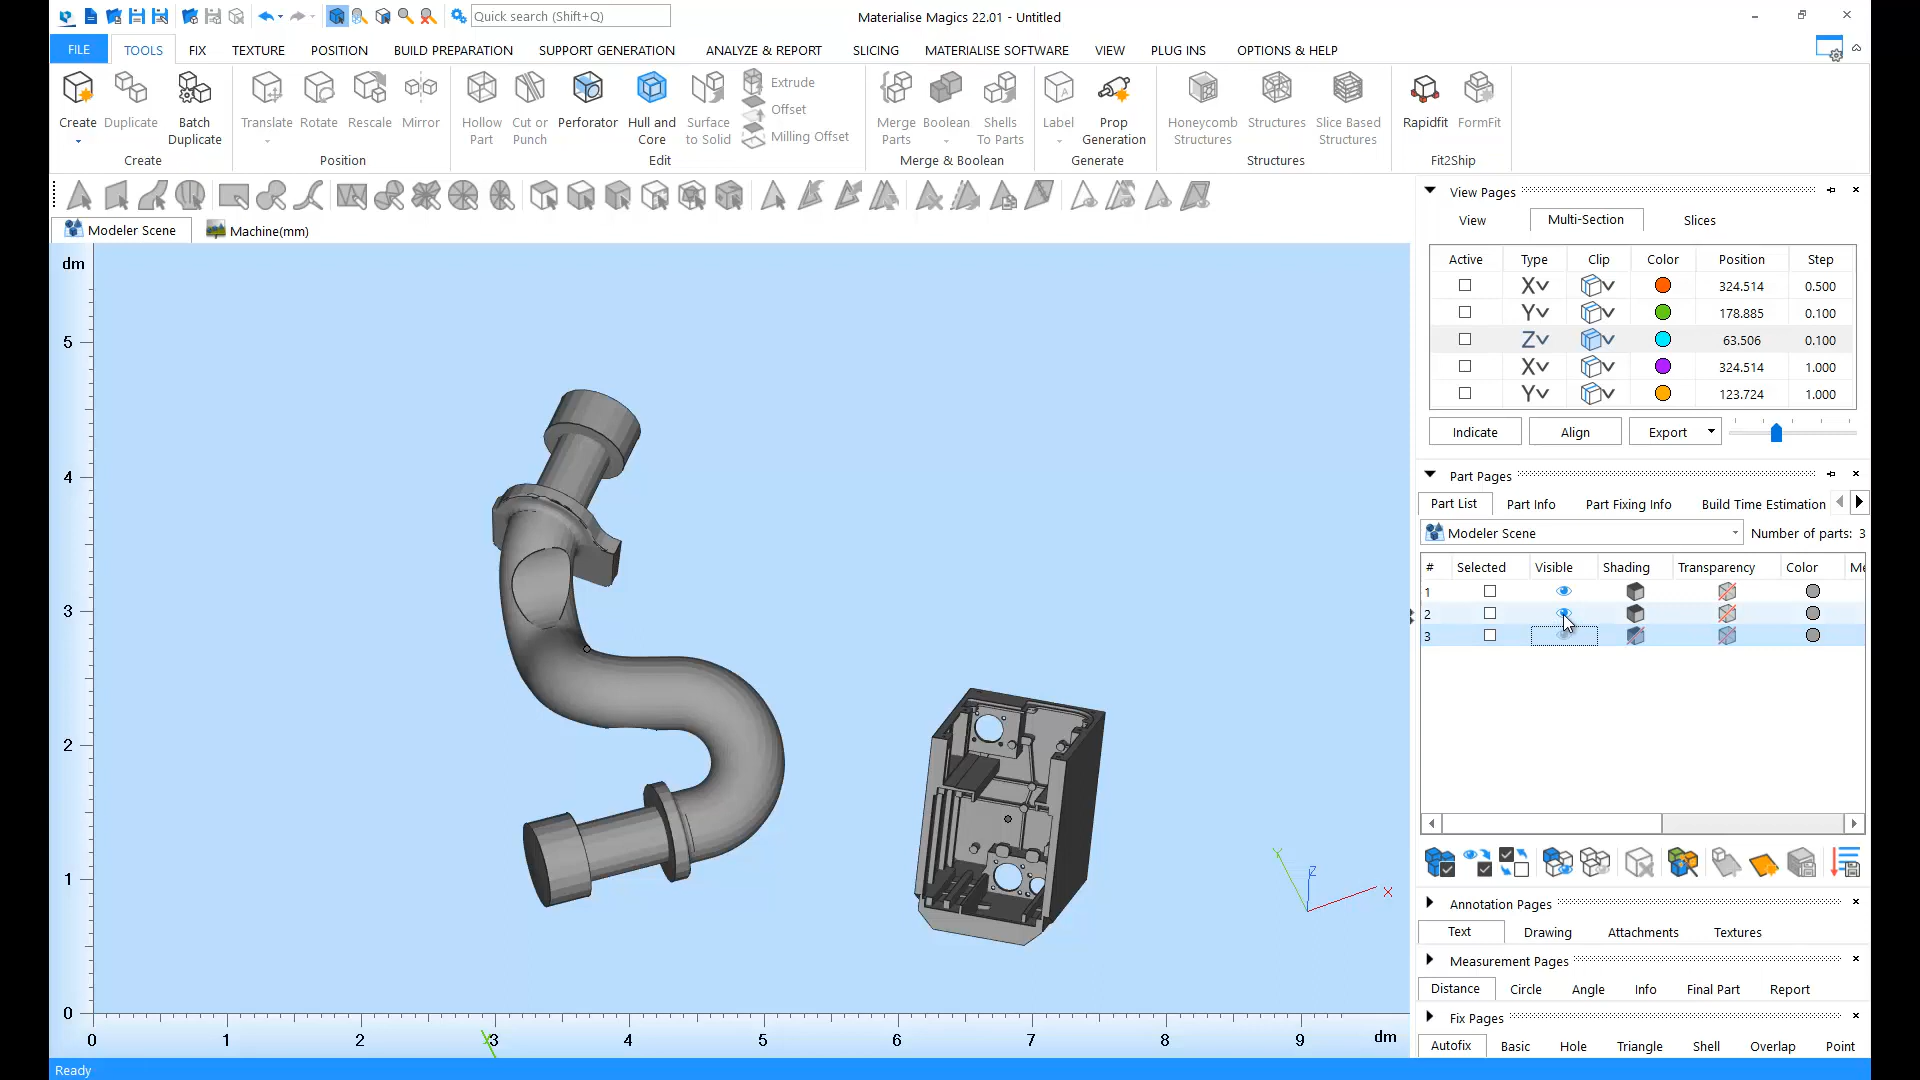 Quick search (Shift+Q)
Materialise Magics 22.01 - Untitled
FILE TOOLS FIX TEXTURE POSITION BUILD PREPARATION SUPPORT GENERATION ANALYZE & REPORT SLICING MATERIALISE SOFTWARE VIEW PLUG INS OPTIONS & HELP
Create Duplicate Batch Duplicate
Create
Translate Rotate Rescale Mirror
Position
Hollow Part Cut or Punch Perforator Hull and Core Surface to Solid
Extrude
Offset
Milling Offset
Edit
Merge Parts Boolean Shells To Parts
Merge & Boolean
Label Prop Generation
Generate
Honeycomb Structures Structures Slice Based Structures
Structures
Rapidfit FormFit
Fit2Ship
Modeler Scene Machine(mm)
dm
5
4
3
2
1
0
0 1 2 3 4 5 6 7 8 9 dm
Y Z X
View Pages
View Multi-Section Slices
Active Type Clip Color Position Step
X 324.514 0.500
Y 178.885 0.100
Z 63.506 0.100
X 324.514 1.000
Y 123.724 1.000
Indicate Align Export
Part Pages
Part List Part Info Part Fixing Info Build Time Estimation
Modeler Scene Number of parts: 3
# Selected Visible Shading Transparency Color Me
1
2
3
Annotation Pages
Text Drawing Attachments Textures
Measurement Pages
Distance Circle Angle Info Final Part Report
Fix Pages
Autofix Basic Hole Triangle Shell Overlap Point
Ready